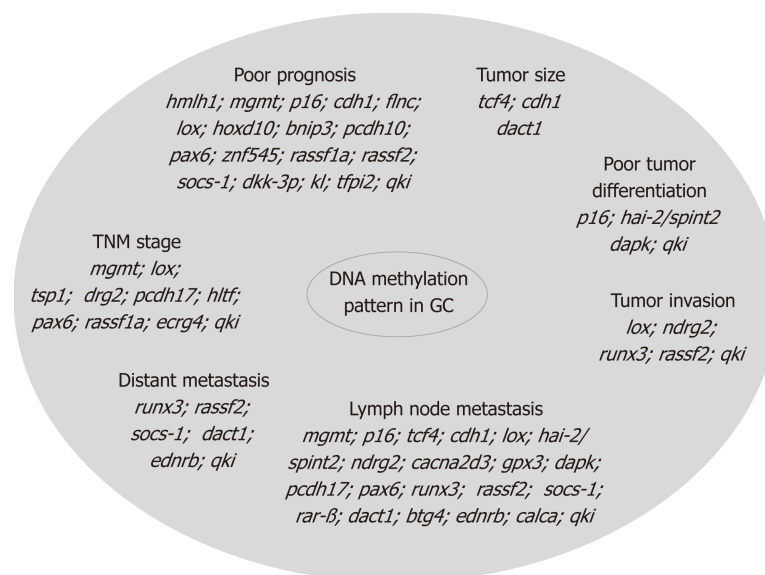 Poor prognosis
hmlh1; mgmt; p16; cdh1; flnc;
lox; hoxd10; bnip3; pcdh10;
pax6; znf545; rassf1a; rassf2;
socs-1; dkk-3p; kl; tfpi2; qki
Tumor size
tcf4; cdh1
dact1
Poor tumor
differentiation
p16; hai-2/spint2
dapk; qki
TNM stage
mgmt; lox;
tsp1; drg2; pcdh17; hltf;
pax6; rassf1a; ecrg4; qki
DNA methylation
pattern in GC
Tumor invasion
lox; ndrg2;
runx3; rassf2; qki
Distant metastasis
runx3; rassf2;
socs-1; dact1;
ednrb; qki
Lymph node metastasis
mgmt; p16; tcf4; cdh1; lox; hai-2/
spint2; ndrg2; cacna2d3; gpx3; dapk;
pcdh17; pax6; runx3; rassf2; socs-1;
rar-ß; dact1; btg4; ednrb; calca; qki